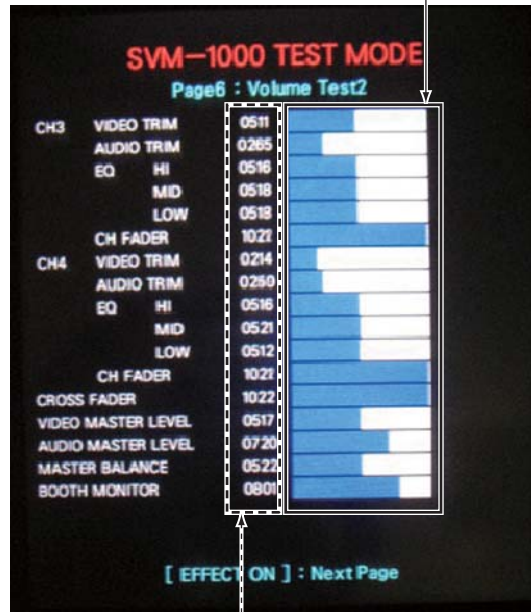 SVM-1000 TEST MODE
Page6 : Volume Test2
CH3 VIDEO TRIM 0511
AUDIO TRIM 0265
EQ HI 0516
MID 0518
LOW 0518
CH FADER 1022
CH4 VIDEO TRIM 0214
AUDIO TRIM 0250
EQ HI 0516
MID 0521
LOW 0512
CH FADER 1021
CROSS FADER 1022
VIDEO MASTER LEVEL 0517
AUDIO MASTER LEVEL 0720
MASTER BALANCE 0522
BOOTH MONITOR 0801
[ EFFECT ON ] : Next Page